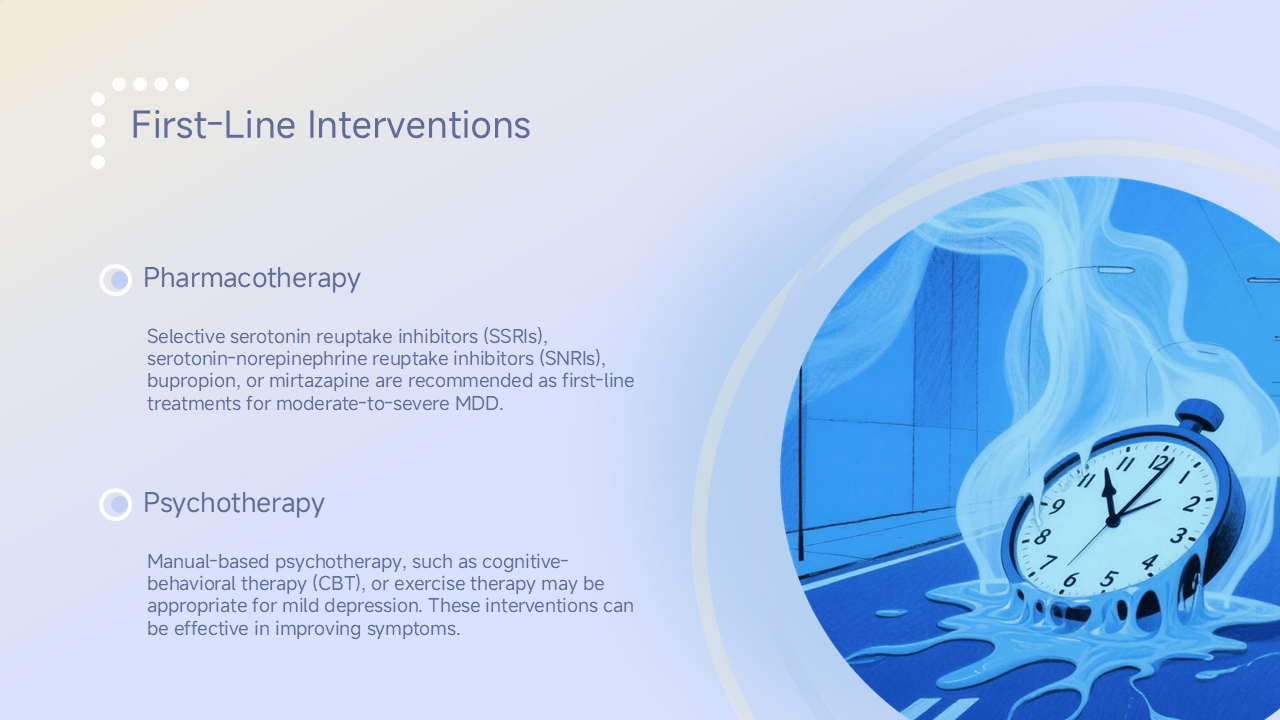 First-Line Interventions
Pharmacotherapy
Selective serotonin reuptake inhibitors (SSRIs),
serotonin-norepinephrine reuptake inhibitors (SNRIs),
bupropion, or mirtazapine are recommended as first-line
treatments for moderate-to-severe MDD.
Psychotherapy
Manual-based psychotherapy, such as cognitive-
behavioral therapy (CBT), or exercise therapy may be
appropriate for mild depression. These interventions can
be effective in improving symptoms.
11
11
12
1
2
3
4
5
6
7
8
9